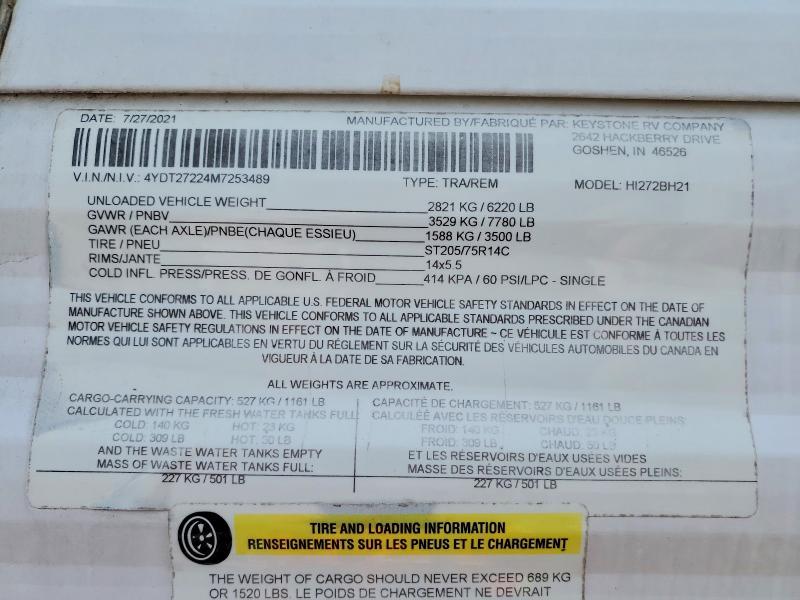 DATE: 7/27/2021
MANUFACTURED BY/FABRIQUÉ PAR: KEYSTONE RV COMPANY
2642 HACKBERRY DRIVE
GOSHEN, IN 46526
V.I.N./N.I.V.: 4YDT27224M7253489 TYPE: TRA/REM MODEL: HI272BH21
UNLOADED VEHICLE WEIGHT 2821 KG / 6220 LB
GVWR / PNBV 3529 KG / 7780 LB
GAWR (EACH AXLE)/PNBE(CHAQUE ESSIEU) 1588 KG / 3500 LB
TIRE / PNEU ST205/75R14C
RIMS/JANTE 14x5 5
COLD INFL. PRESS/PRESS. DE GONFL. À FROID 414 KPA / 60 PSI/LPC - SINGLE
THIS VEHICLE CONFORMS TO ALL APPLICABLE U.S. FEDERAL MOTOR VEHICLE SAFETY STANDARDS IN EFFECT ON THE DATE OF
MANUFACTURE SHOWN ABOVE. THIS VEHICLE CONFORMS TO ALL APPLICABLE STANDARDS PRESCRIBED UNDER THE CANADIAN
MOTOR VEHICLE SAFETY REGULATIONS IN EFFECT ON THE DATE OF MANUFACTURE ~ CE VÉHICULE EST CONFORME À TOUTES LES
NORMES QUI LUI SONT APPLICABLES EN VERTU DU RÉGLEMENT SUR LA SÉCURITÉ DES VÉHICULES AUTOMOBILES DU CANADA EN
VIGUEUR À LA DATE DE SA FABRICATION.
ALL WEIGHTS ARE APPROXIMATE.
CARGO-CARRYING CAPACITY: 527 KG / 1161 LB
CALCULATED WITH THE FRESH WATER TANKS FULL:
COLD: 140 KG HOT: 23 KG
COLD: 309 LB HOT: 50 LB
AND THE WASTE WATER TANKS EMPTY
MASS OF WASTE WATER TANKS FULL:
227 KG / 501 LB
CAPACITÉ DE CHARGEMENT: 527 KG / 1161 LB
CALCULÉE AVEC LES RÉSERVOIRS D'EAU DOUCE PLEINS:
FROID: 140 KG CHAUD: 23 KG
FROID: 309 LB CHAUD: 50 LB
ET LES RÉSERVOIRS D'EAUX USÉES VIDES
MASSE DES RÉSERVOIRS D'EAUX USÉES PLEINS:
227 KG / 501 LB
TIRE AND LOADING INFORMATION
RENSEIGNEMENTS SUR LES PNEUS ET LE CHARGEMENT
THE WEIGHT OF CARGO SHOULD NEVER EXCEED 689 KG
OR 1520 LBS. LE POIDS DE CHARGEMENT NE DEVRAIT